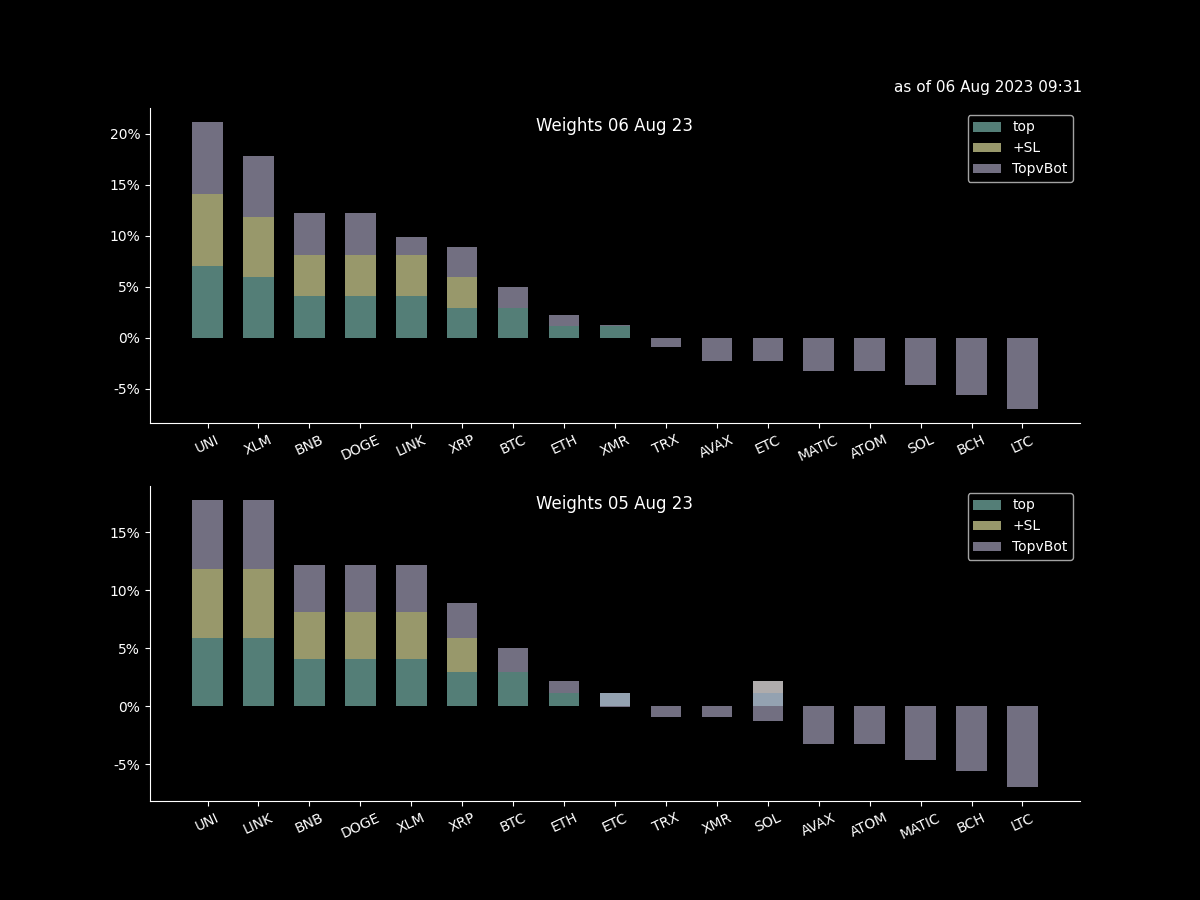 as of 06 Aug 2023 09:31
Weights 06 Aug 23
top
+SL
TopvBot
20%
15%
10%
5%
0%
-5%
UNI XLM BNB DOGE LINK XRP BTC ETH XMR TRX AVAX ETC MATIC ATOM SOL BCH LTC
Weights 05 Aug 23
top
+SL
TopvBot
15%
10%
5%
0%
-5%
UNI LINK BNB DOGE XLM XRP BTC ETH ETC TRX XMR SOL AVAX ATOM MATIC BCH LTC